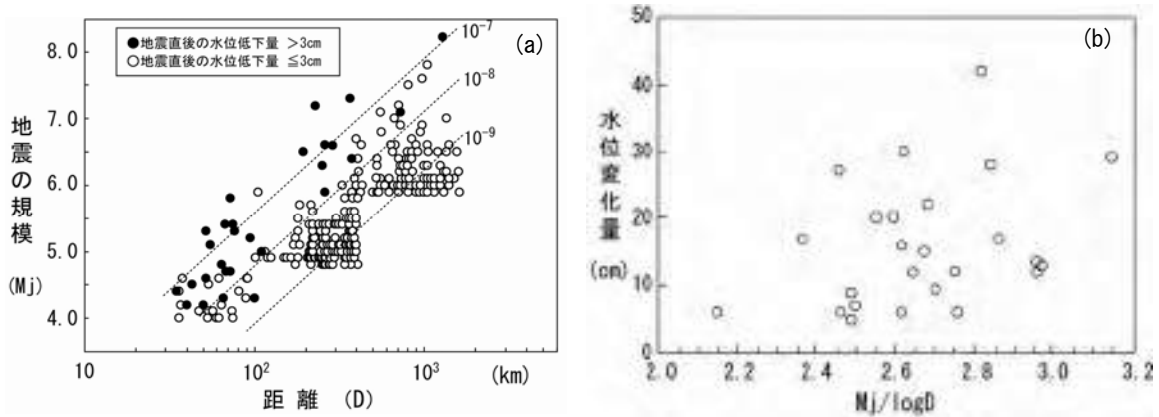 (a)
● 地震直後の水位低下量 >3cm
○ 地震直後の水位低下量 ≦3cm
10⁻⁷
10⁻⁸
10⁻⁹
8.0
7.0
6.0
5.0
4.0
地震の規模
(Mj)
10
10²
10³
(km)
距離 (D)
(b)
50
40
30
20
10
0
水位変化量
(cm)
2.0
2.2
2.4
2.6
2.8
3.0
3.2
Mj/logD